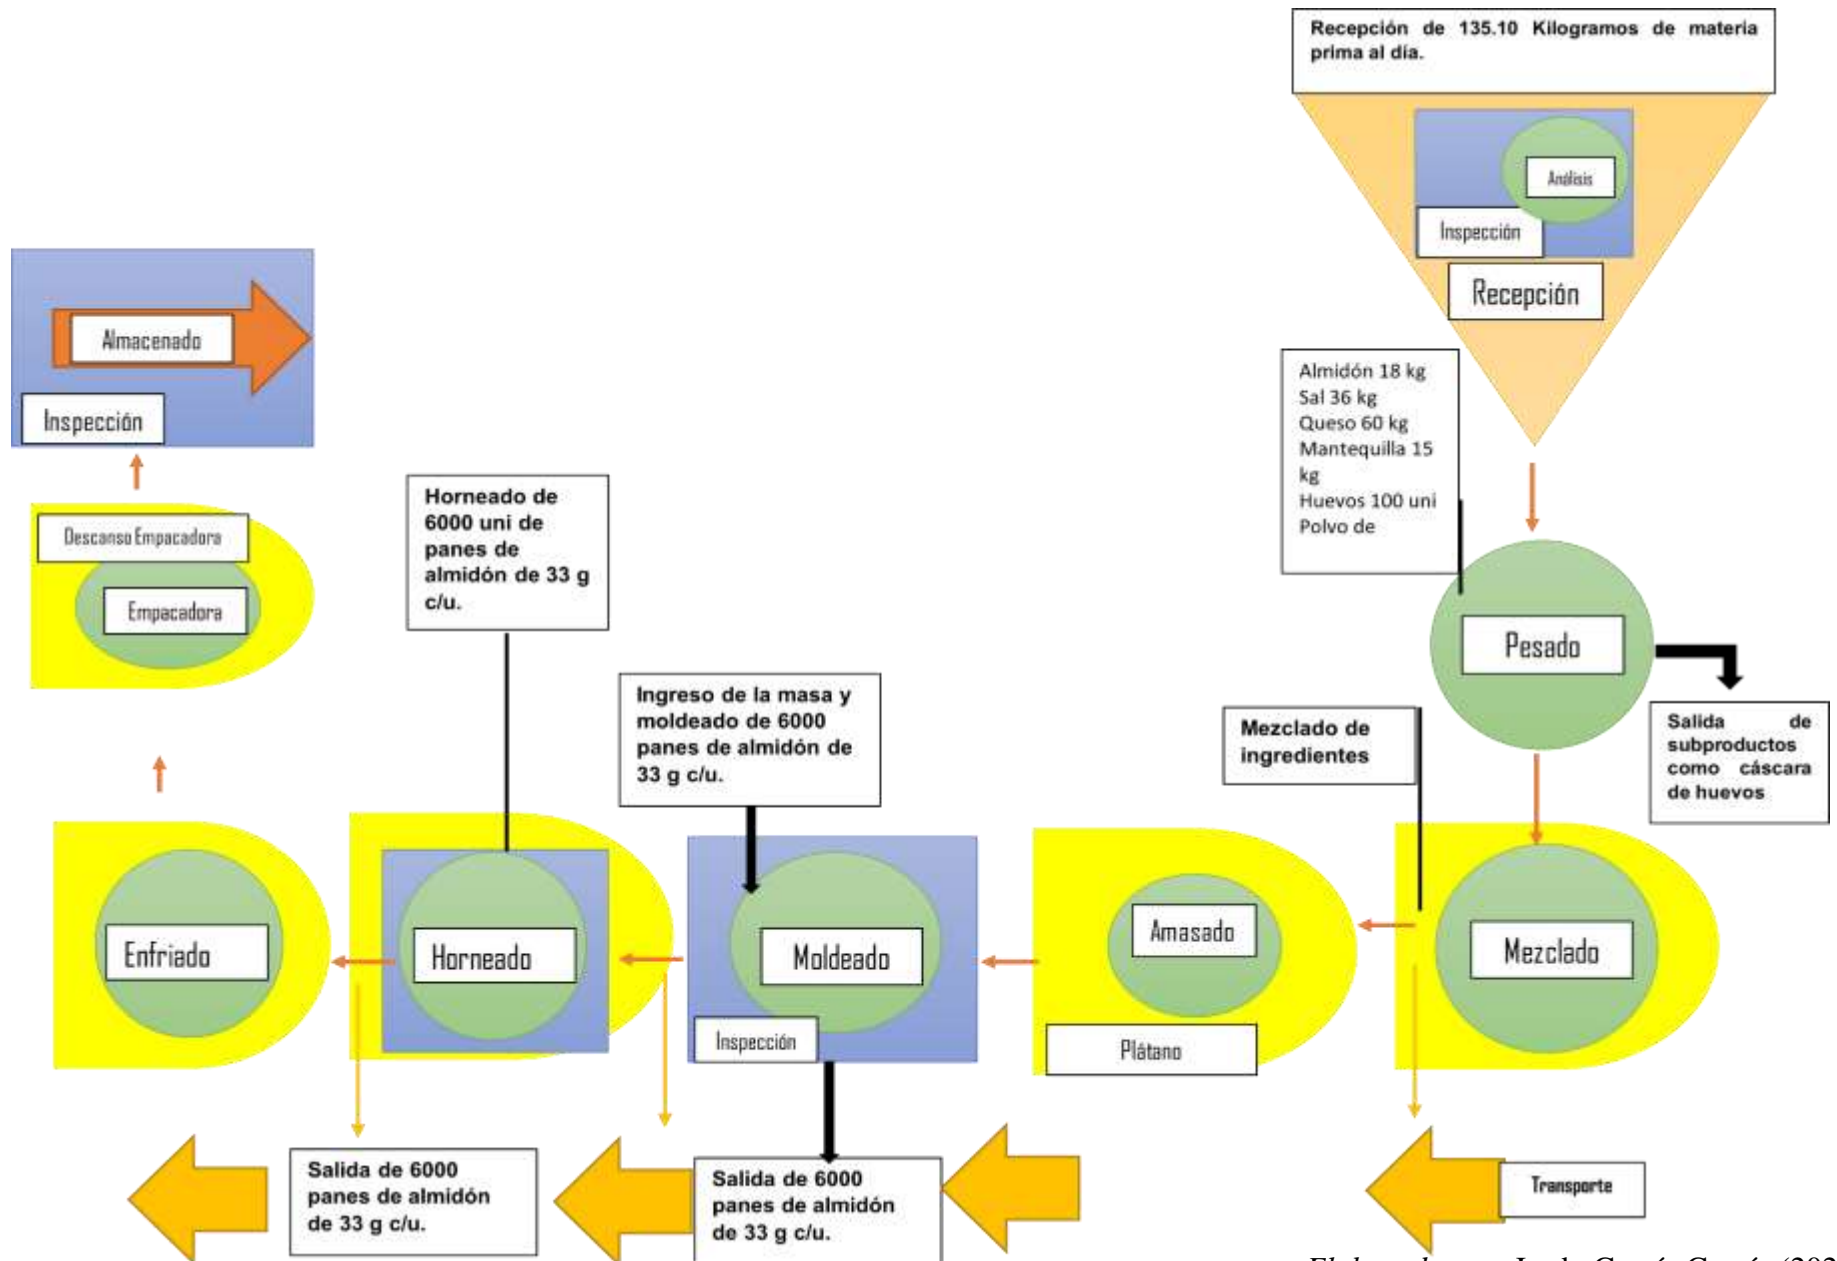 Recepción de 135.10 Kilogramos de materia
prima al día.
Análisis
Inspección
Recepción
Almidón 18 kg
Sal 36 kg
Queso 60 kg
Mantequilla 15
kg
Huevos 100 uni
Polvo de
Pesado
Salida de
subproductos
como cáscara
de huevos
Mezclado de
ingredientes
Mezclado
Amasado
Plátano
Ingreso de la masa y
moldeado de 6000
panes de almidón de
33 g c/u.
Moldeado
Inspección
Horneado de
6000 uni de
panes de
almidón de 33 g
c/u.
Horneado
Enfriado
Descanso Empacadora
Empacadora
Almacenado
Inspección
Salida de 6000
panes de almidón
de 33 g c/u.
Salida de 6000
panes de almidón
de 33 g c/u.
Transporte